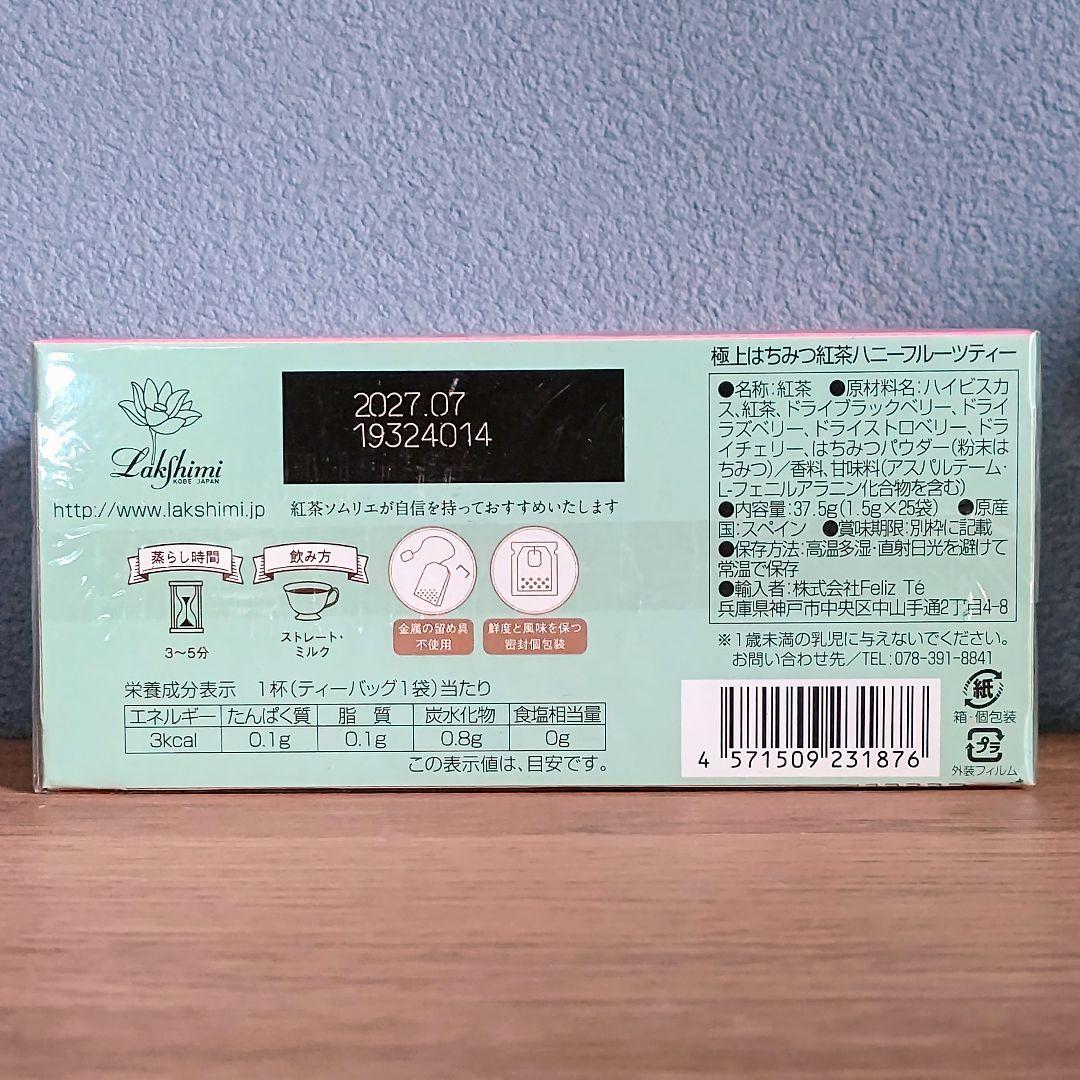 Lakshimi
KOBE JAPAN
2027.07
19324014
http://www.lakshimi.jp
紅茶ソムリエが自信を持っておすすめいたします
蒸らし時間
3〜5分
飲み方
ストレート・
ミルク
金属の留め具
不使用
鮮度と風味を保つ
密封個包装
栄養成分表示 1杯(ティーバッグ1袋)当たり
エネルギー たんぱく質 脂 質 炭水化物 食塩相当量
3kcal 0.1g 0.1g 0.8g 0g
この表示値は、目安です。
極上はちみつ紅茶ハニーフルーツティー
●名称:紅茶 ●原材料名:ハイビスカ
ス、紅茶、ドライブラックベリー、ドライ
ラズベリー、ドライストロベリー、ドラ
イチェリー、はちみつパウダー(粉末は
ちみつ)/香料、甘味料(アスパルテーム・
L-フェニルアラニン化合物を含む)
●内容量:37.5g(1.5g×25袋) ●原産
国:スペイン ●賞味期限:別枠に記載
●保存方法:高温多湿・直射日光を避けて
常温で保存
●輸入者:株式会社Feliz Té
兵庫県神戸市中央区中山手通2丁目4-8
※1歳未満の乳児に与えないでください。
お問い合わせ先/TEL:078-391-8841
4 571509 231876
紙
箱・個包装
プラ
外装フィルム